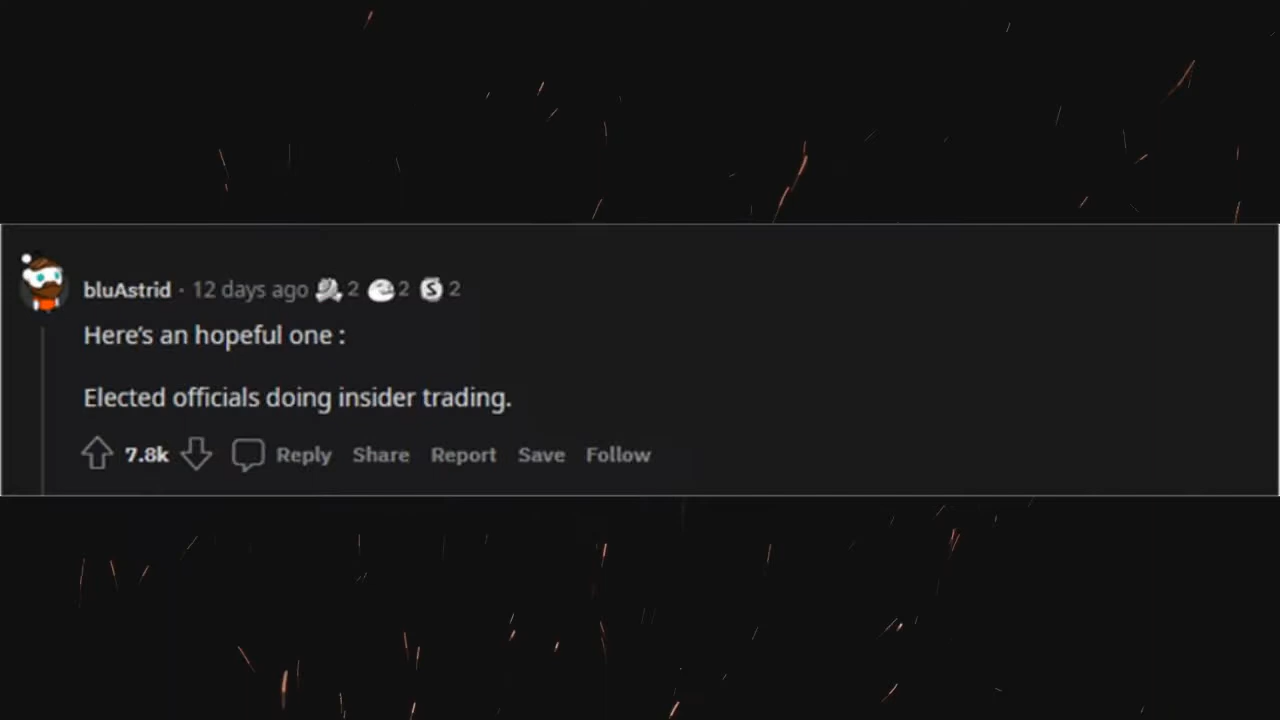 bluAstrid · 12 days ago 2 2 S 2
Here's an hopeful one :
Elected officials doing insider trading.
7.8k Reply Share Report Save Follow